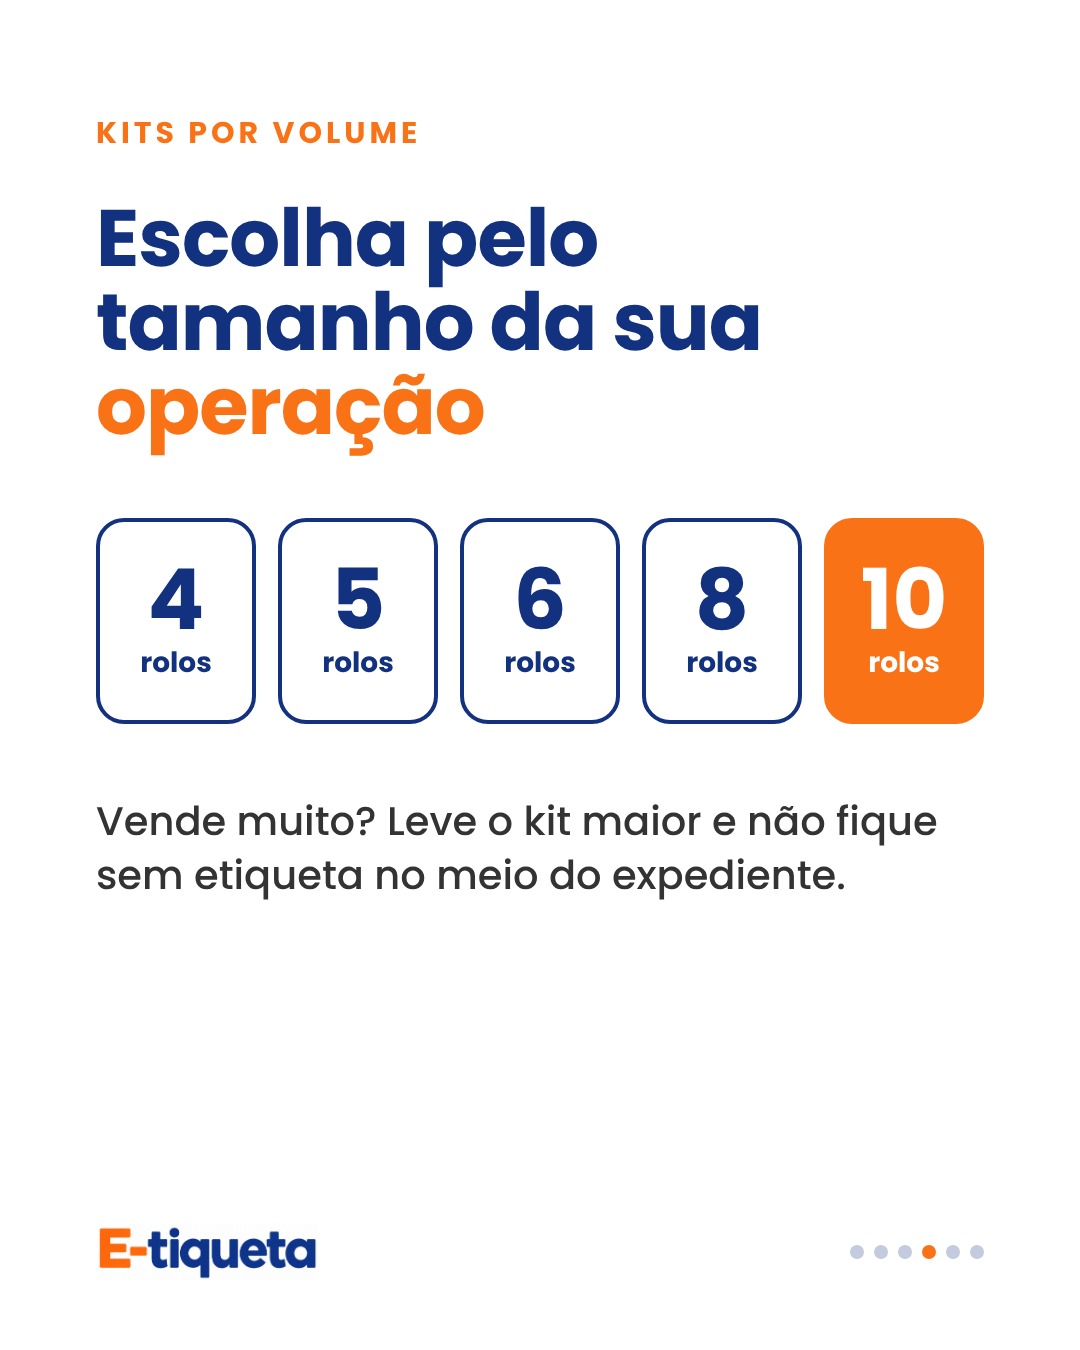 KITS POR VOLUME
Escolha pelo
tamanho da sua
operação
4
rolos
5
rolos
6
rolos
8
rolos
10
rolos
Vende muito? Leve o kit maior e não fique
sem etiqueta no meio do expediente.
E-tiqueta